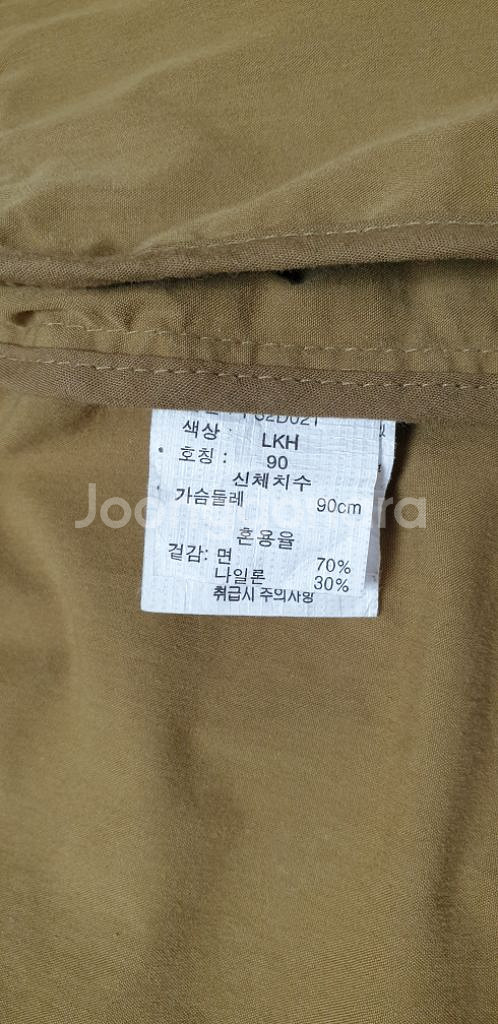 색상 : LKH
호칭 : 90
신체치수
가슴둘레 90cm
혼용율
겉감: 면 70%
나일론 30%
취급시 주의사항